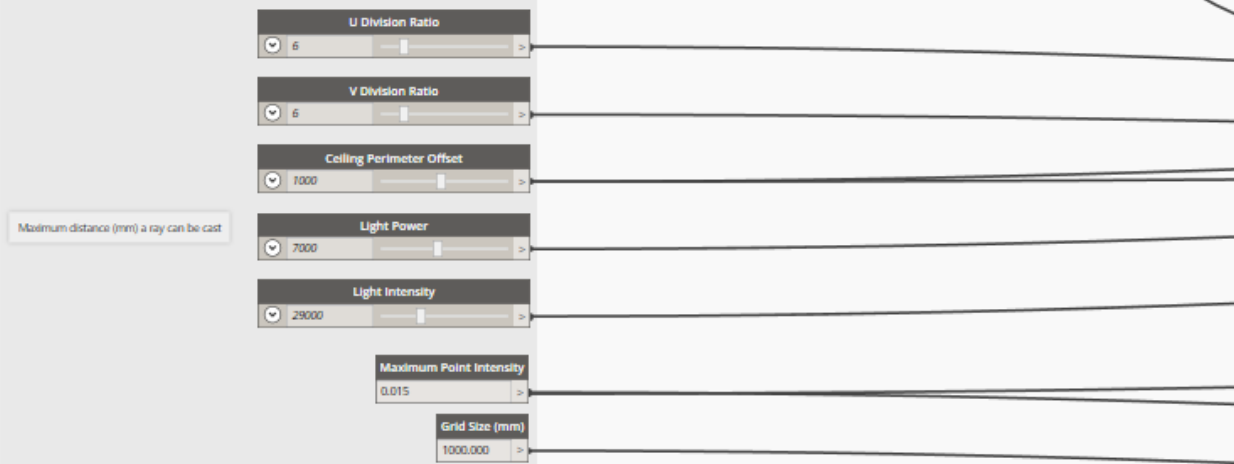 U Division Ratio
6
>
V Division Ratio
6
>
Ceiling Perimeter Offset
1000
>
Maximum distance (mm) a ray can be cast
Light Power
7000
>
Light Intensity
29000
>
Maximum Point Intensity
0.015
>
Grid Size (mm)
1000.000
>